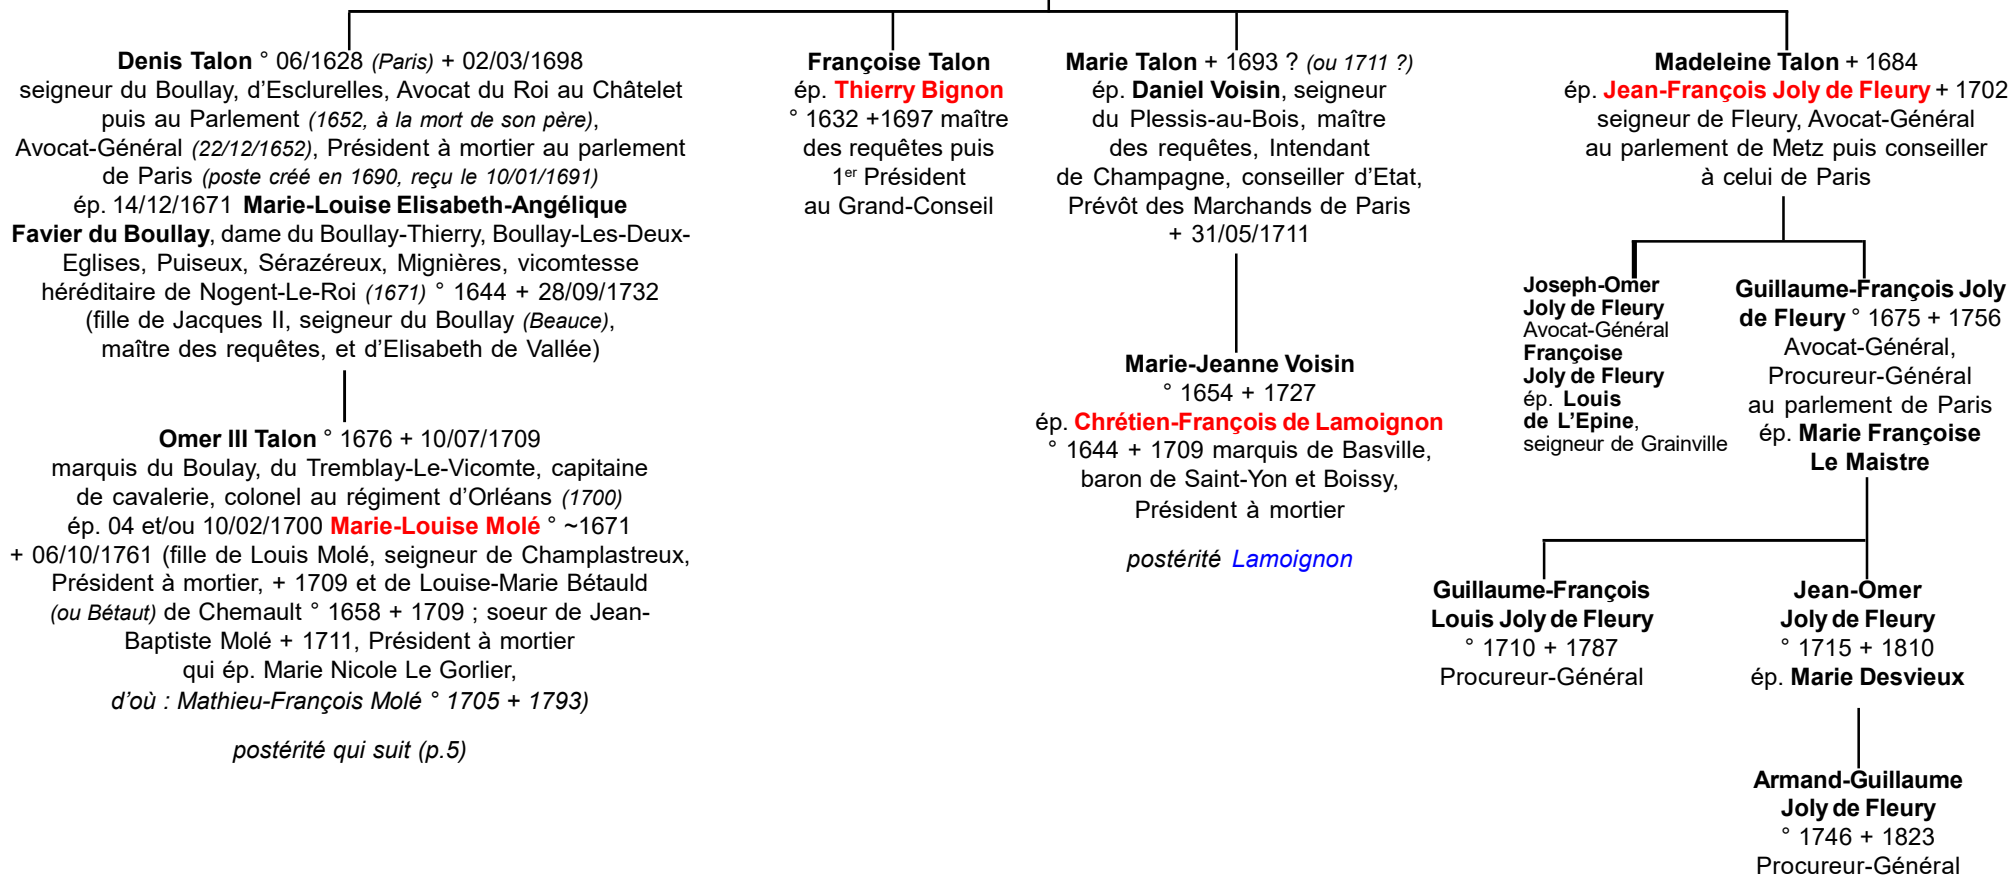 Denis Talon ° 06/1628 (Paris) + 02/03/1698
seigneur du Boullay, d'Esclurelles, Avocat du Roi au Châtelet
puis au Parlement (1652, à la mort de son père),
Avocat-Général (22/12/1652), Président à mortier au parlement
de Paris (poste créé en 1690, reçu le 10/01/1691)
ép. 14/12/1671 Marie-Louise Elisabeth-Angélique
Favier du Boullay, dame du Boullay-Thierry, Boullay-Les-Deux-
Eglises, Puiseux, Sérazéreux, Mignières, vicomtesse
héréditaire de Nogent-Le-Roi (1671) ° 1644 + 28/09/1732
(fille de Jacques II, seigneur du Boullay (Beauce),
maître des requêtes, et d'Elisabeth de Vallée)
Omer III Talon ° 1676 + 10/07/1709
marquis du Boulay, du Tremblay-Le-Vicomte, capitaine
de cavalerie, colonel au régiment d'Orléans (1700)
ép. 04 et/ou 10/02/1700 Marie-Louise Molé ° ~1671
+ 06/10/1761 (fille de Louis Molé, seigneur de Champlastreux,
Président à mortier, + 1709 et de Louise-Marie Bétauld
(ou Bétaut) de Chemault ° 1658 + 1709 ; soeur de Jean-
Baptiste Molé + 1711, Président à mortier
qui ép. Marie Nicole Le Gorlier,
d'où : Mathieu-François Molé ° 1705 + 1793)
postérité qui suit (p.5)
Françoise Talon
ép. Thierry Bignon
° 1632 +1697 maître
des requêtes puis
1er Président
au Grand-Conseil
Marie Talon + 1693 ? (ou 1711 ?)
ép. Daniel Voisin, seigneur
du Plessis-au-Bois, maître
des requêtes, Intendant
de Champagne, conseiller d'Etat,
Prévôt des Marchands de Paris
+ 31/05/1711
Marie-Jeanne Voisin
° 1654 + 1727
ép. Chrétien-François de Lamoignon
° 1644 + 1709 marquis de Basville,
baron de Saint-Yon et Boissy,
Président à mortier
postérité Lamoignon
Madeleine Talon + 1684
ép. Jean-François Joly de Fleury + 1702
seigneur de Fleury, Avocat-Général
au parlement de Metz puis conseiller
à celui de Paris
Joseph-Omer
Joly de Fleury
Avocat-Général
Françoise
Joly de Fleury
ép. Louis
de L'Epine,
seigneur de Grainville
Guillaume-François Joly
de Fleury ° 1675 + 1756
Avocat-Général,
Procureur-Général
au parlement de Paris
ép. Marie Françoise
Le Maistre
Guillaume-François
Louis Joly de Fleury
° 1710 + 1787
Procureur-Général
Jean-Omer
Joly de Fleury
° 1715 + 1810
ép. Marie Desvieux
Armand-Guillaume
Joly de Fleury
° 1746 + 1823
Procureur-Général